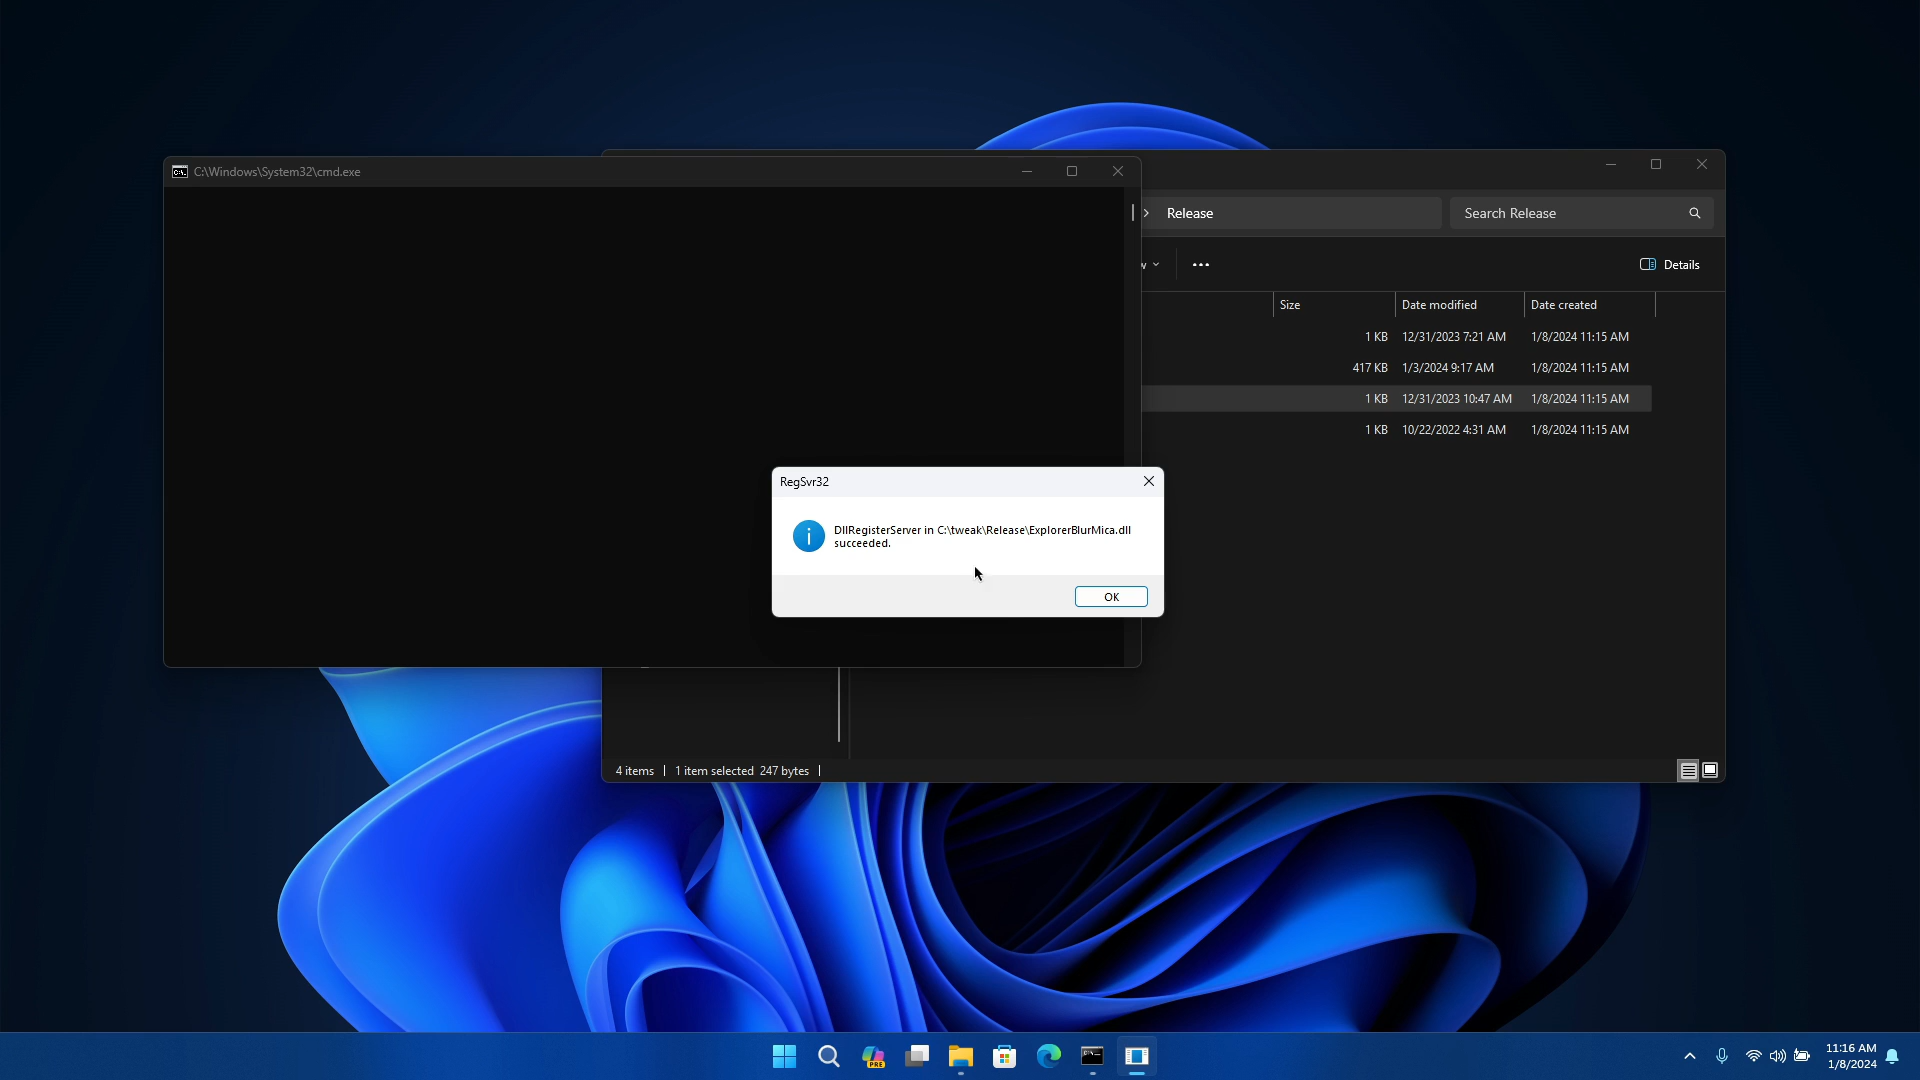 C:\Windows\System32\cmd.exe
Release
Search Release
Details
Size
Date modified
Date created
1 KB
12/31/2023 7:21 AM
1/8/2024 11:15 AM
417 KB
1/3/2024 9:17 AM
1/8/2024 11:15 AM
1 KB
12/31/2023 10:47 AM
1/8/2024 11:15 AM
1 KB
10/22/2022 4:31 AM
1/8/2024 11:15 AM
RegSvr32
DllRegisterServer in C:\tweak\Release\ExplorerBlurMica.dll
succeeded.
OK
4 items
1 item selected 247 bytes
PRE
11:16 AM
1/8/2024